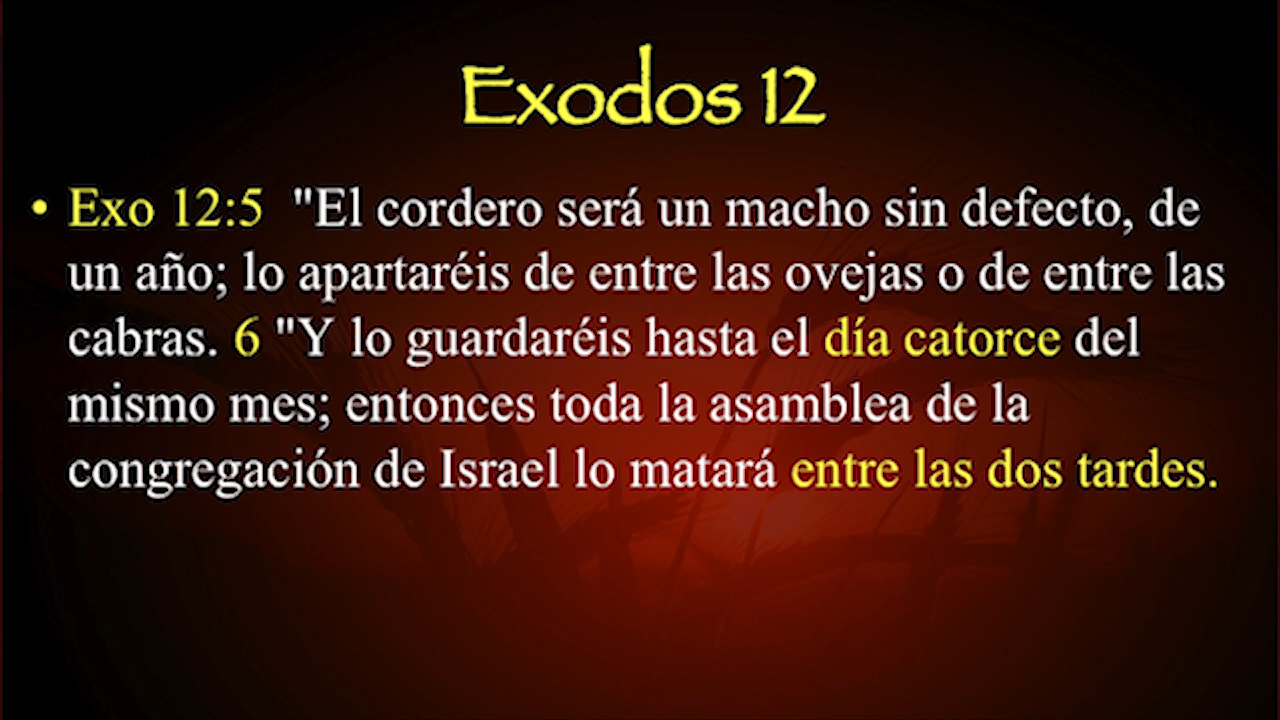 Exodos 12
• Exo 12:5 "El cordero será un macho sin defecto, de
un año; lo apartaréis de entre las ovejas o de entre las
cabras. 6 "Y lo guardaréis hasta el día catorce del
mismo mes; entonces toda la asamblea de la
congregación de Israel lo matará entre las dos tardes.